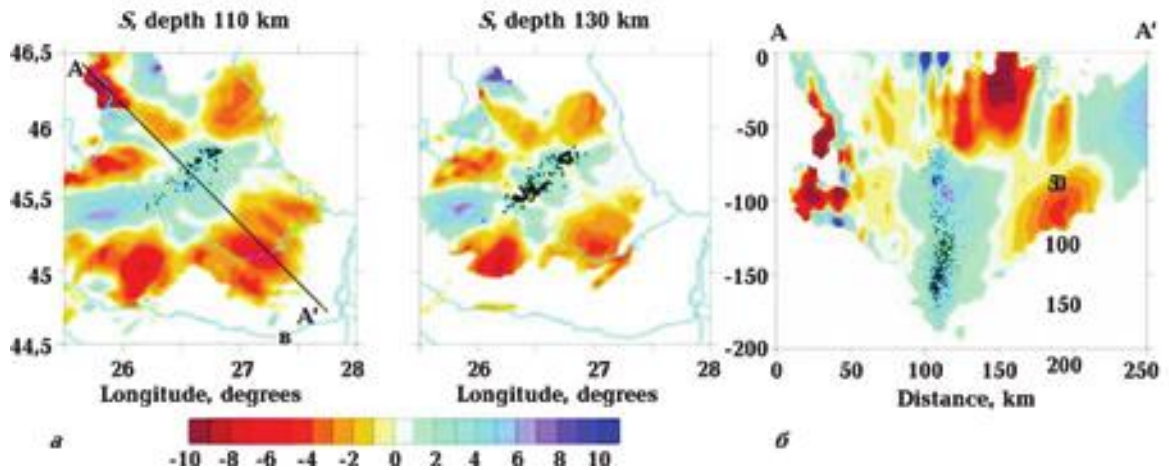 S, depth 110 km
S, depth 130 km
A
A'
46,5
46
45,5
45
44,5
A
A'
в
26
27
28
Longitude, degrees
26
27
28
Longitude, degrees
0
-50
-100
-150
-200
50
100
150
200
0
50
100
150
250
Distance, km
а
-10 -8 -6 -4 -2 0 2 4 6 8 10
б